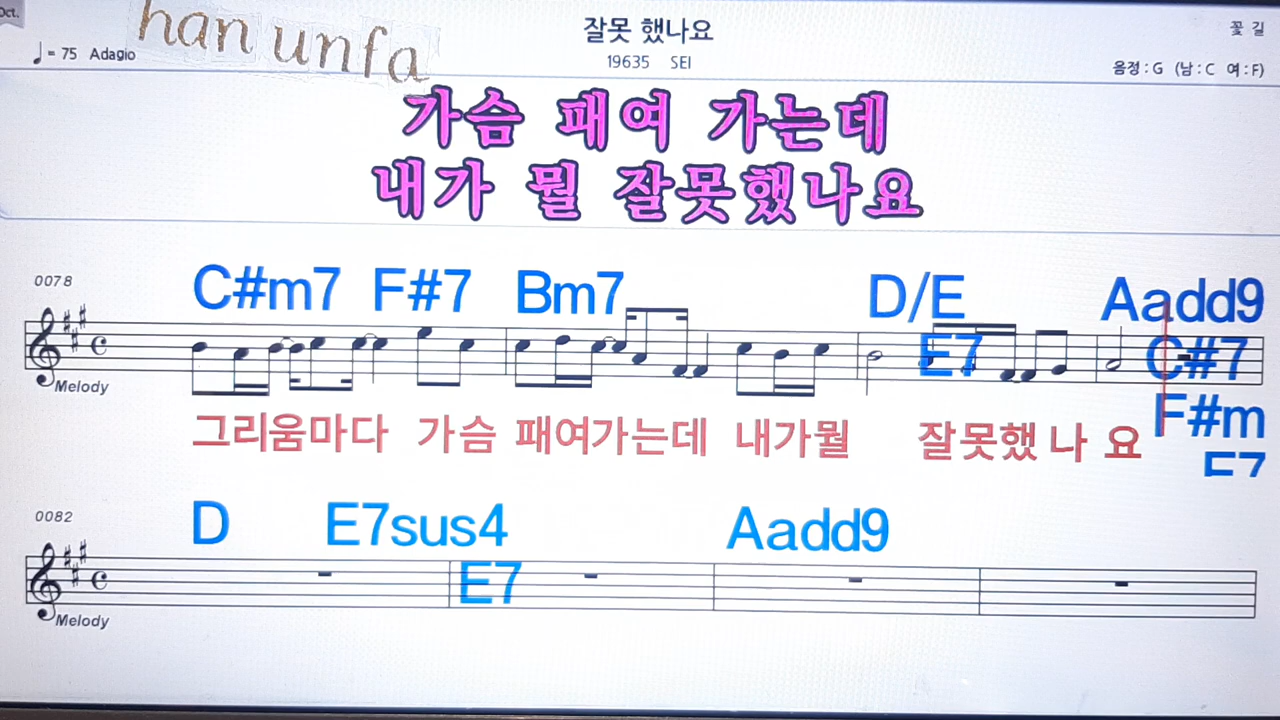 Oct.
han unfa
잘못 했나요
꽃 길
♩= 75 Adagio
19635 SEI
음정 : G (남 : C 여 : F)
가슴 패여 가는데
내가 뭘 잘못했나요
0078
C#m7 F#7 Bm7 D/E Aadd9
E7 C#7
Melody
F#m
그리움마다 가슴 패여가는데 내가뭘 잘못했 나 요
E7
0082
D E7sus4 Aadd9
E7
Melody